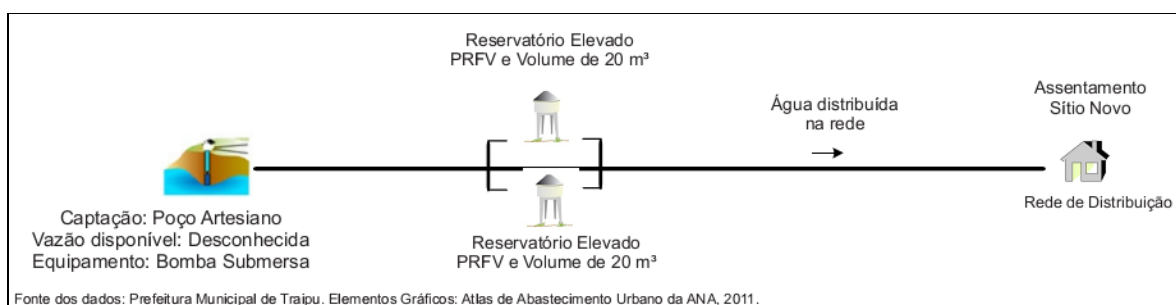 Reservatório Elevado
PRFV e Volume de 20 m³
Captação: Poço Artesiano
Vazão disponível: Desconhecida
Equipamento: Bomba Submersa
Reservatório Elevado
PRFV e Volume de 20 m³
Água distribuída
na rede
Assentamento
Sítio Novo
Rede de Distribuição
Fonte dos dados: Prefeitura Municipal de Traipu. Elementos Gráficos: Atlas de Abastecimento Urbano da ANA, 2011.